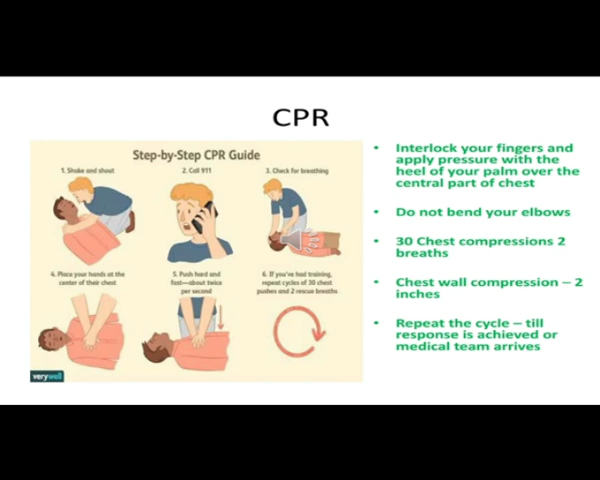 CPR
Step-by-Step CPR Guide
1. Shake and shout
2. Call 911
3. Check for breathing
4. Place your hands at the
center of their chest
5. Push hard and
fast—about twice
per second
6. If you've had training,
repeat cycles of 30 chest
pushes and 2 rescue breaths
verywell
• Interlock your fingers and
apply pressure with the
heel of your palm over the
central part of chest
• Do not bend your elbows
• 30 Chest compressions 2
breaths
• Chest wall compression – 2
inches
• Repeat the cycle – till
response is achieved or
medical team arrives